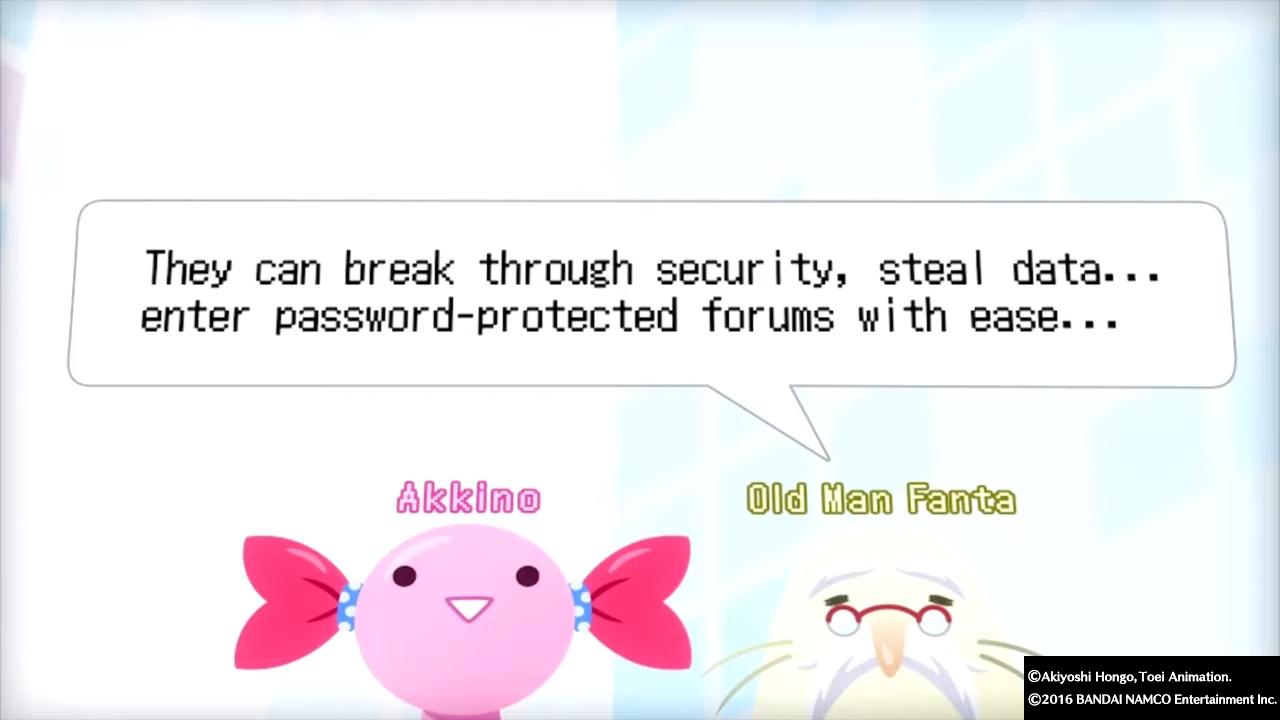 They can break through security, steal data...
enter password-protected forums with ease...
Akkino
Old Man Fanta
©Akiyoshi Hongo, Toei Animation.
©2016 BANDAI NAMCO Entertainment Inc.